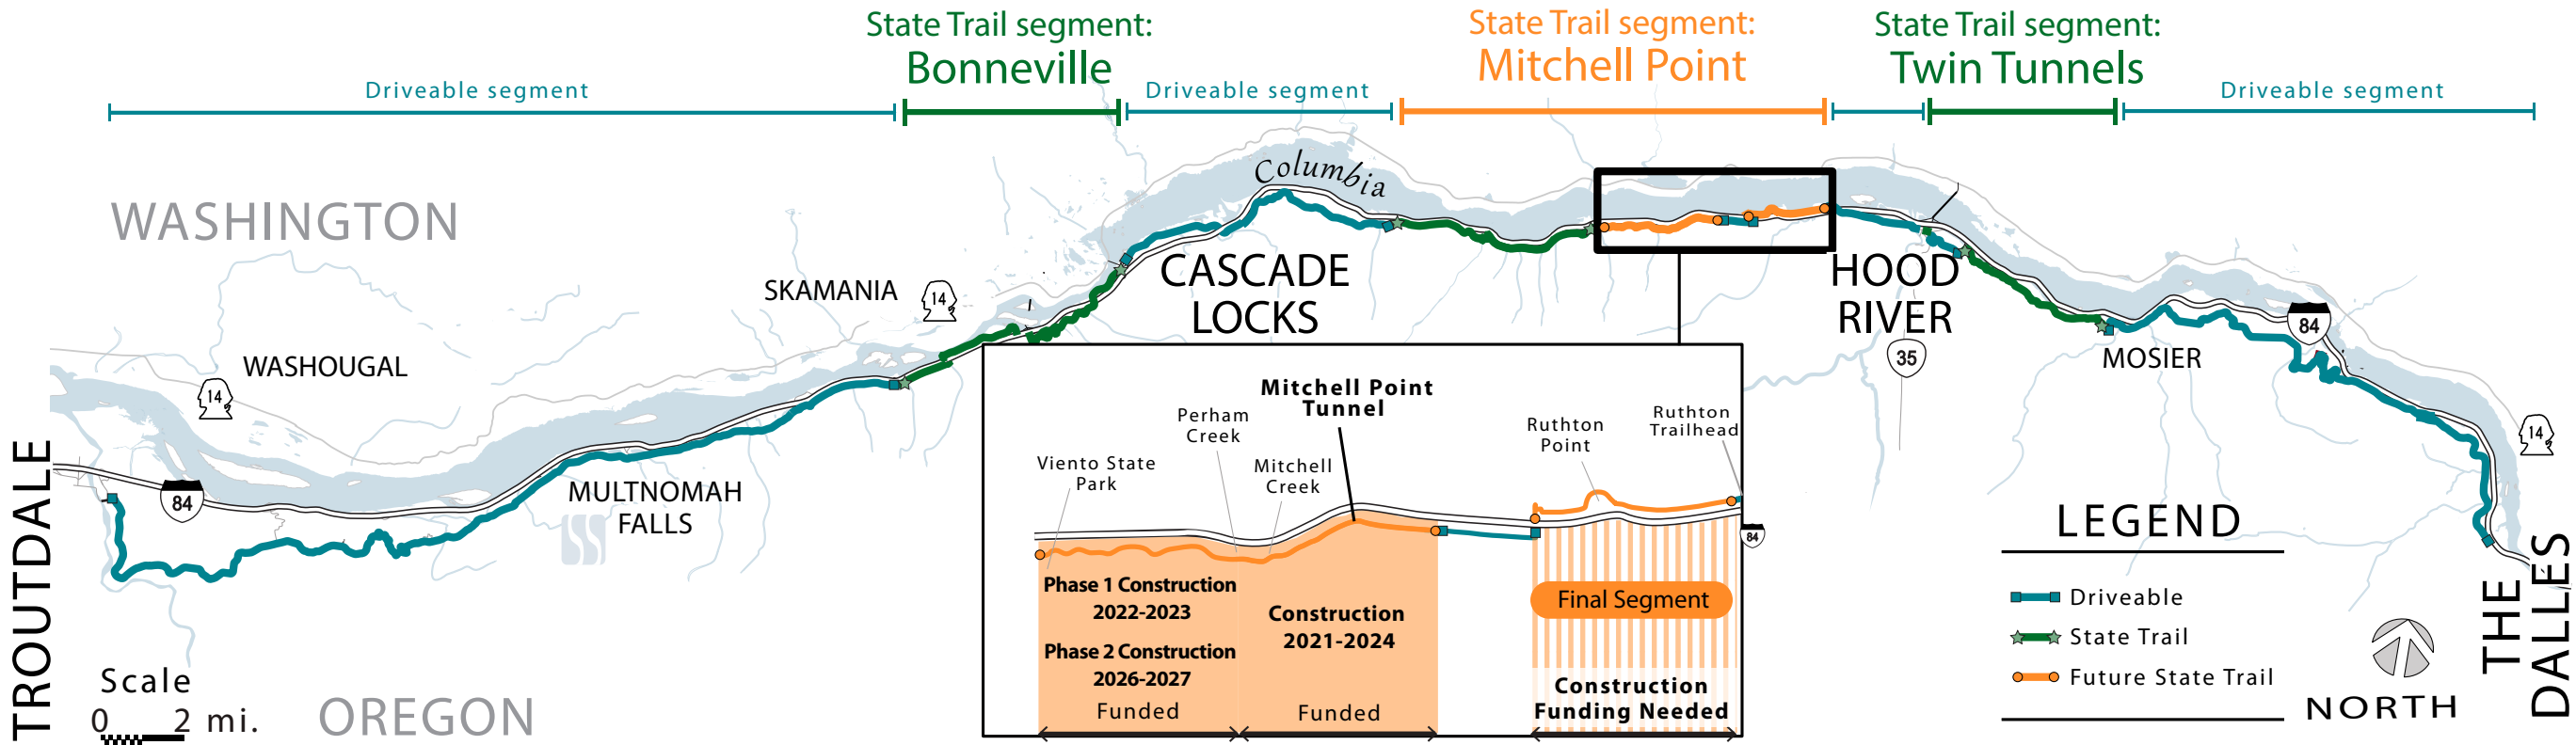 State Trail segment:
Bonneville
State Trail segment:
Mitchell Point
State Trail segment:
Twin Tunnels
Driveable segment
Driveable segment
Driveable segment
Columbia
WASHINGTON
CASCADE
LOCKS
HOOD
RIVER
SKAMANIA
14
84
35
MOSIER
WASHOUGAL
14
14
84
MULTNOMAH
FALLS
TROUTDALE
THE
DALLES
Mitchell Point
Tunnel
Perham
Creek
Mitchell
Creek
Viento State
Park
Ruthton
Point
Ruthton
Trailhead
84
Phase 1 Construction
2022-2023
Phase 2 Construction
2026-2027
Funded
Construction
2021-2024
Funded
Final Segment
Construction
Funding Needed
LEGEND
Driveable
State Trail
Future State Trail
NORTH
Scale
0 2 mi.
OREGON